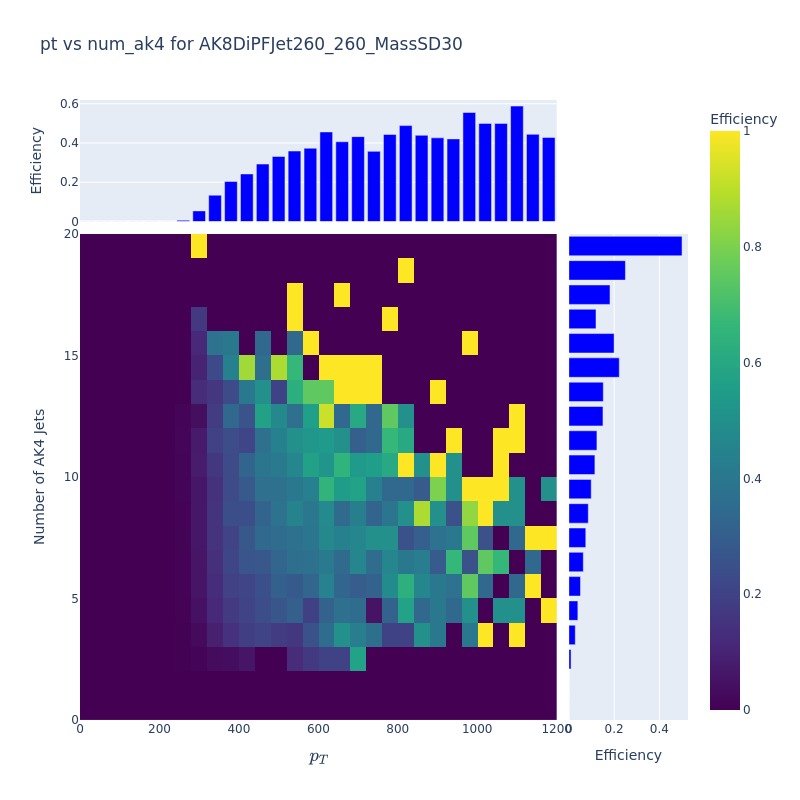 pt vs num_ak4 for AK8DiPFJet260_260_MassSD30
Efficiency
0.6
0.4
0.2
0
Efficiency
1
0.8
0.6
0.4
0.2
0
Number of AK4 Jets
20
15
10
5
0
0 200 400 600 800 1000 1200
p_T
0 0.2 0.4
Efficiency